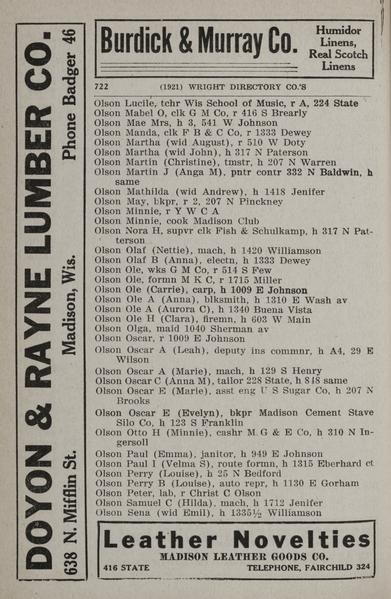 DOYON & RAYNE LUMBER CO.
638 N. Mifflin St. Madison, Wis. Phone Badger 46
Burdick & Murray Co.
Humidor
Linens,
Real Scotch
Linens
722 (1921) WRIGHT DIRECTORY CO.'S
Olson Lucile, tchr Wis School of Music, r A, 224 State
Olson Mabel O, clk G M Co, r 416 S Brearly
Olson Mae Mrs, h 3, 541 W Johnson
Olson Manda, clk F B & C Co, r 1333 Dewey
Olson Martha (wid August), r 510 W Doty
Olson Martha (wid John), h 317 N Paterson
Olson Martin (Christine), tmstr, h 207 N Warren
Olson Martin J (Anga M), pntr contr 332 N Baldwin, h
same
Olson Mathilda (wid Andrew), h 1418 Jenifer
Olson May, bkpr, r 2, 207 N Pinckney
Olson Minnie, r Y W C A
Olson Minnie, cook Madison Club
Olson Nora H, supvr clk Fish & Schulkamp, h 317 N Pat-
terson
Olson Olaf (Nettie), mach, h 1420 Williamson
Olson Olaf B (Anna), electn, h 1333 Dewey
Olson Ole, wks G M Co, r 514 S Few
Olson Ole, formn M K C, r 1715 Miller
Olson Ole (Carrie), carp, h 1009 E Johnson
Olson Ole A (Anna), blksmith, h 1310 E Wash av
Olson Ole A (Aurora C), h 1340 Buena Vista
Olson Ole H (Clara), firemn, h 603 W Main
Olson Olga, maid 1040 Sherman av
Olson Oscar, r 1009 E Johnson
Olson Oscar A (Leah), deputy ins commnr, h A4, 29 E
Wilson
Olson Oscar A (Marie), mach, h 129 S Henry
Olson Oscar C (Anna M), tailor 228 State, h 848 same
Olson Oscar E (Marie), asst eng U S Sugar Co, h 207 N
Brooks
Olson Oscar E (Evelyn), bkpr Madison Cement Stave
Silo Co, h 123 S Franklin
Olson Otto H (Minnie), cashr M G & E Co, h 310 N In-
gersoll
Olson Paul (Emma), janitor, h 949 E Johnson
Olson Paul I (Velma S), route formn, h 1315 Eberhard ct
Olson Perry (Louise), h 25 N Bedford
Olson Perry B (Louise), auto repr, h 1130 E Gorham
Olson Peter, lab, r Christ C Olson
Olson Samuel C (Hilda), mach, h 1712 Jenifer
Olson Sena (wid Emil), h 1335½ Williamson
Leather Novelties
MADISON LEATHER GOODS CO.
416 STATE TELEPHONE, FAIRCHILD 324